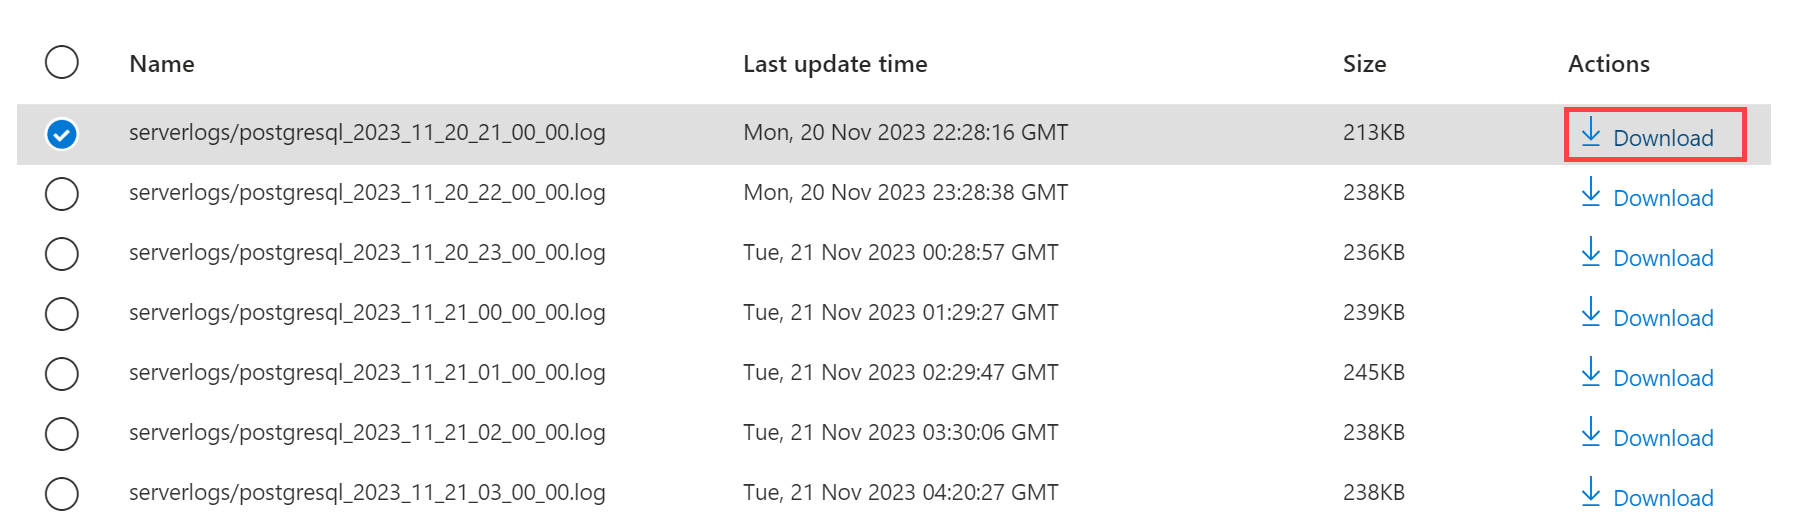 Name Last update time Size Actions
serverlogs/postgresql_2023_11_20_21_00_00.log Mon, 20 Nov 2023 22:28:16 GMT 213KB Download
serverlogs/postgresql_2023_11_20_22_00_00.log Mon, 20 Nov 2023 23:28:38 GMT 238KB Download
serverlogs/postgresql_2023_11_20_23_00_00.log Tue, 21 Nov 2023 00:28:57 GMT 236KB Download
serverlogs/postgresql_2023_11_21_00_00_00.log Tue, 21 Nov 2023 01:29:27 GMT 239KB Download
serverlogs/postgresql_2023_11_21_01_00_00.log Tue, 21 Nov 2023 02:29:47 GMT 245KB Download
serverlogs/postgresql_2023_11_21_02_00_00.log Tue, 21 Nov 2023 03:30:06 GMT 238KB Download
serverlogs/postgresql_2023_11_21_03_00_00.log Tue, 21 Nov 2023 04:20:27 GMT 238KB Download